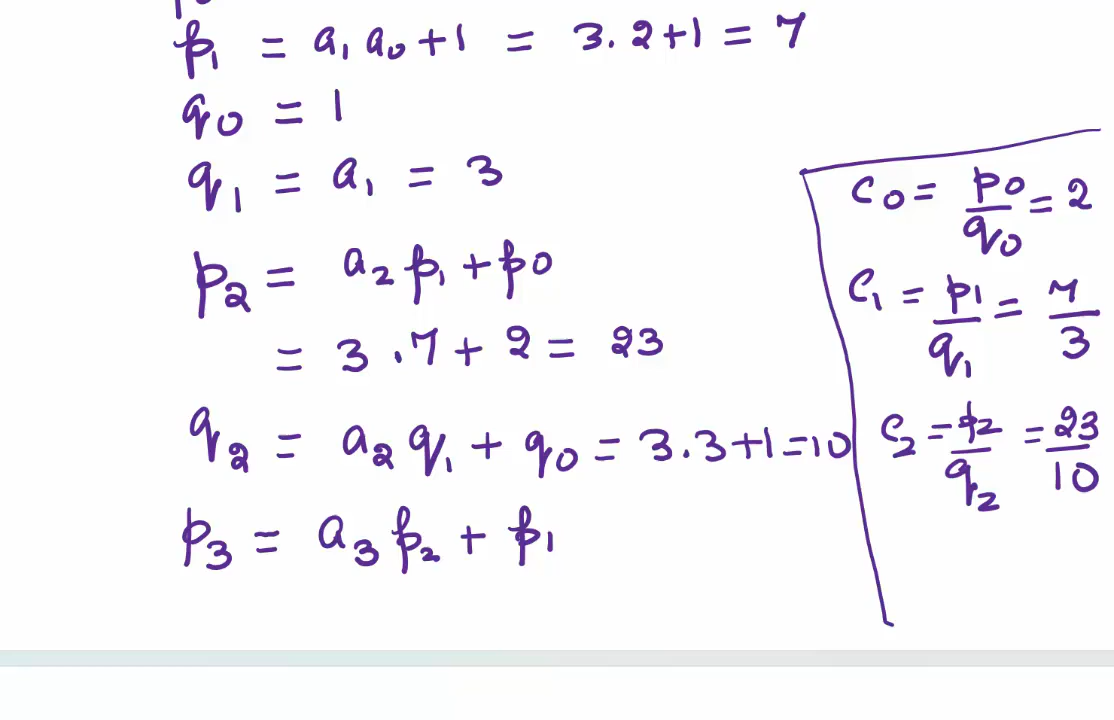 p₁ = a₁ a₀ + 1 = 3. 2 + 1 = 7
q₀ = 1
q₁ = a₁ = 3
p₂ = a₂ p₁ + p₀
= 3 . 7 + 2 = 23
q₂ = a₂ q₁ + q₀ = 3.3 + 1 = 10
p₃ = a₃ p₂ + p₁
c₀ = p₀/q₀ = 2
c₁ = p₁/q₁ = 7/3
c₂ = p₂/q₂ = 23/10